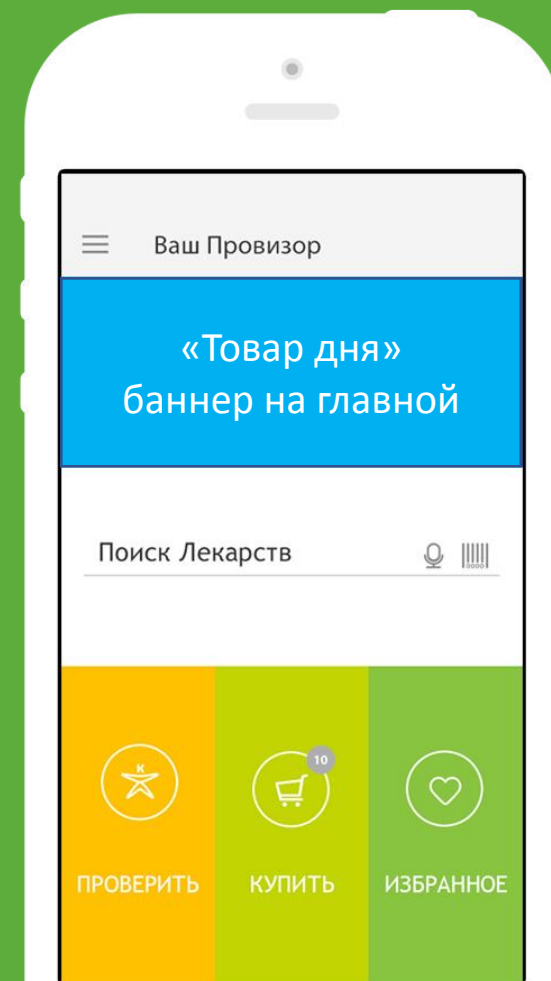 Ваш Провизор
«Товар дня»
баннер на главной
Поиск Лекарств
К
10
ПРОВЕРИТЬ
КУПИТЬ
ИЗБРАННОЕ